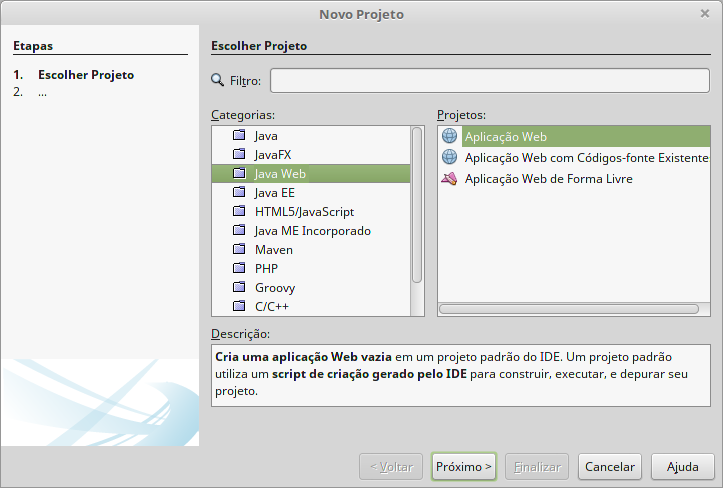 Novo Projeto
Etapas
1. Escolher Projeto
2. ...
Escolher Projeto
Filtro:
Categorias:
Java
JavaFX
Java Web
Java EE
HTML5/JavaScript
Java ME Incorporado
Maven
PHP
Groovy
C/C++
Projetos:
Aplicação Web
Aplicação Web com Códigos-fonte Existente
Aplicação Web de Forma Livre
Descrição:
Cria uma aplicação Web vazia em um projeto padrão do IDE. Um projeto padrão
utiliza um script de criação gerado pelo IDE para construir, executar, e depurar seu
projeto.
< Voltar
Próximo >
Finalizar
Cancelar
Ajuda